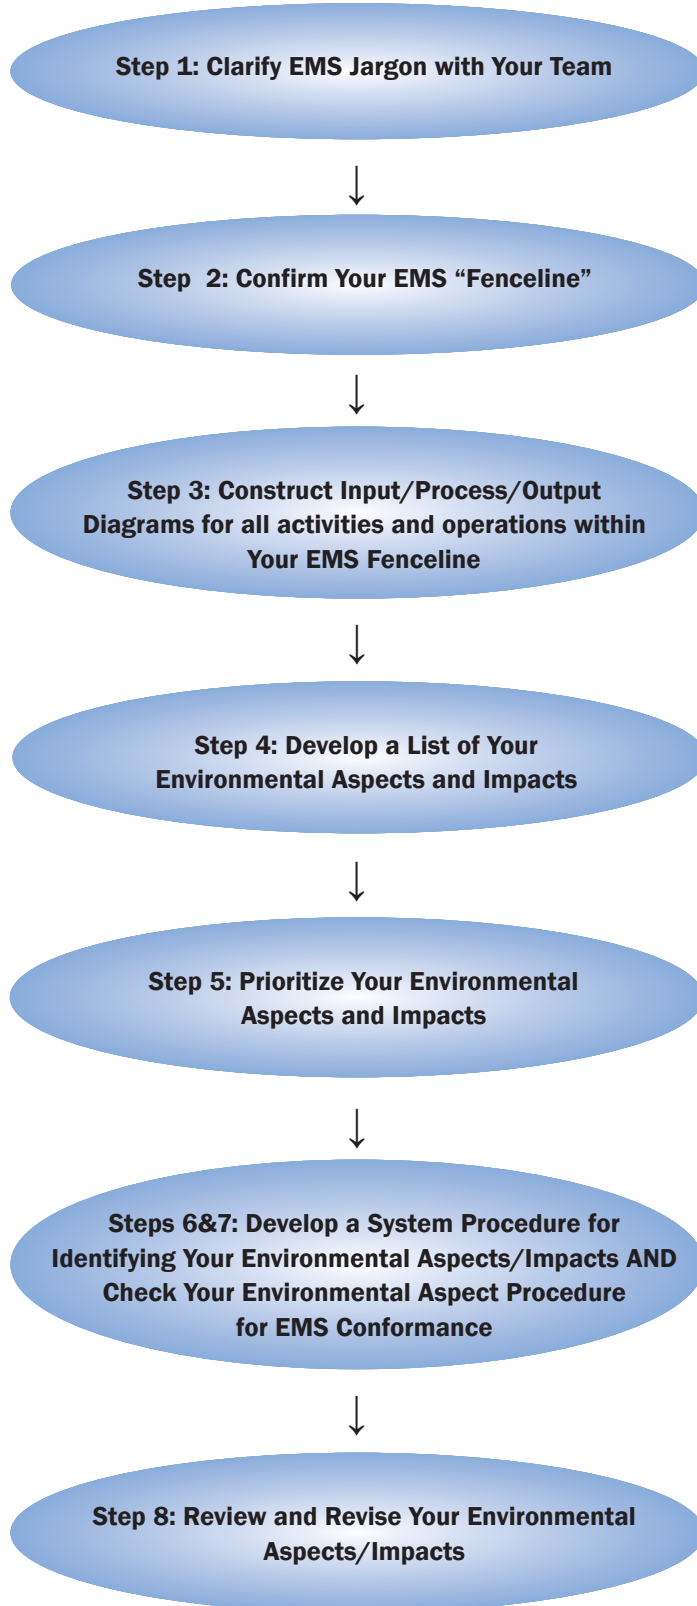 Step 1: Clarify EMS Jargon with Your Team
Step 2: Confirm Your EMS “Fenceline”
Step 3: Construct Input/Process/Output
Diagrams for all activities and operations within
Your EMS Fenceline
Step 4: Develop a List of Your
Environmental Aspects and Impacts
Step 5: Prioritize Your Environmental
Aspects and Impacts
Steps 6&7: Develop a System Procedure for
Identifying Your Environmental Aspects/Impacts AND
Check Your Environmental Aspect Procedure
for EMS Conformance
Step 8: Review and Revise Your Environmental
Aspects/Impacts